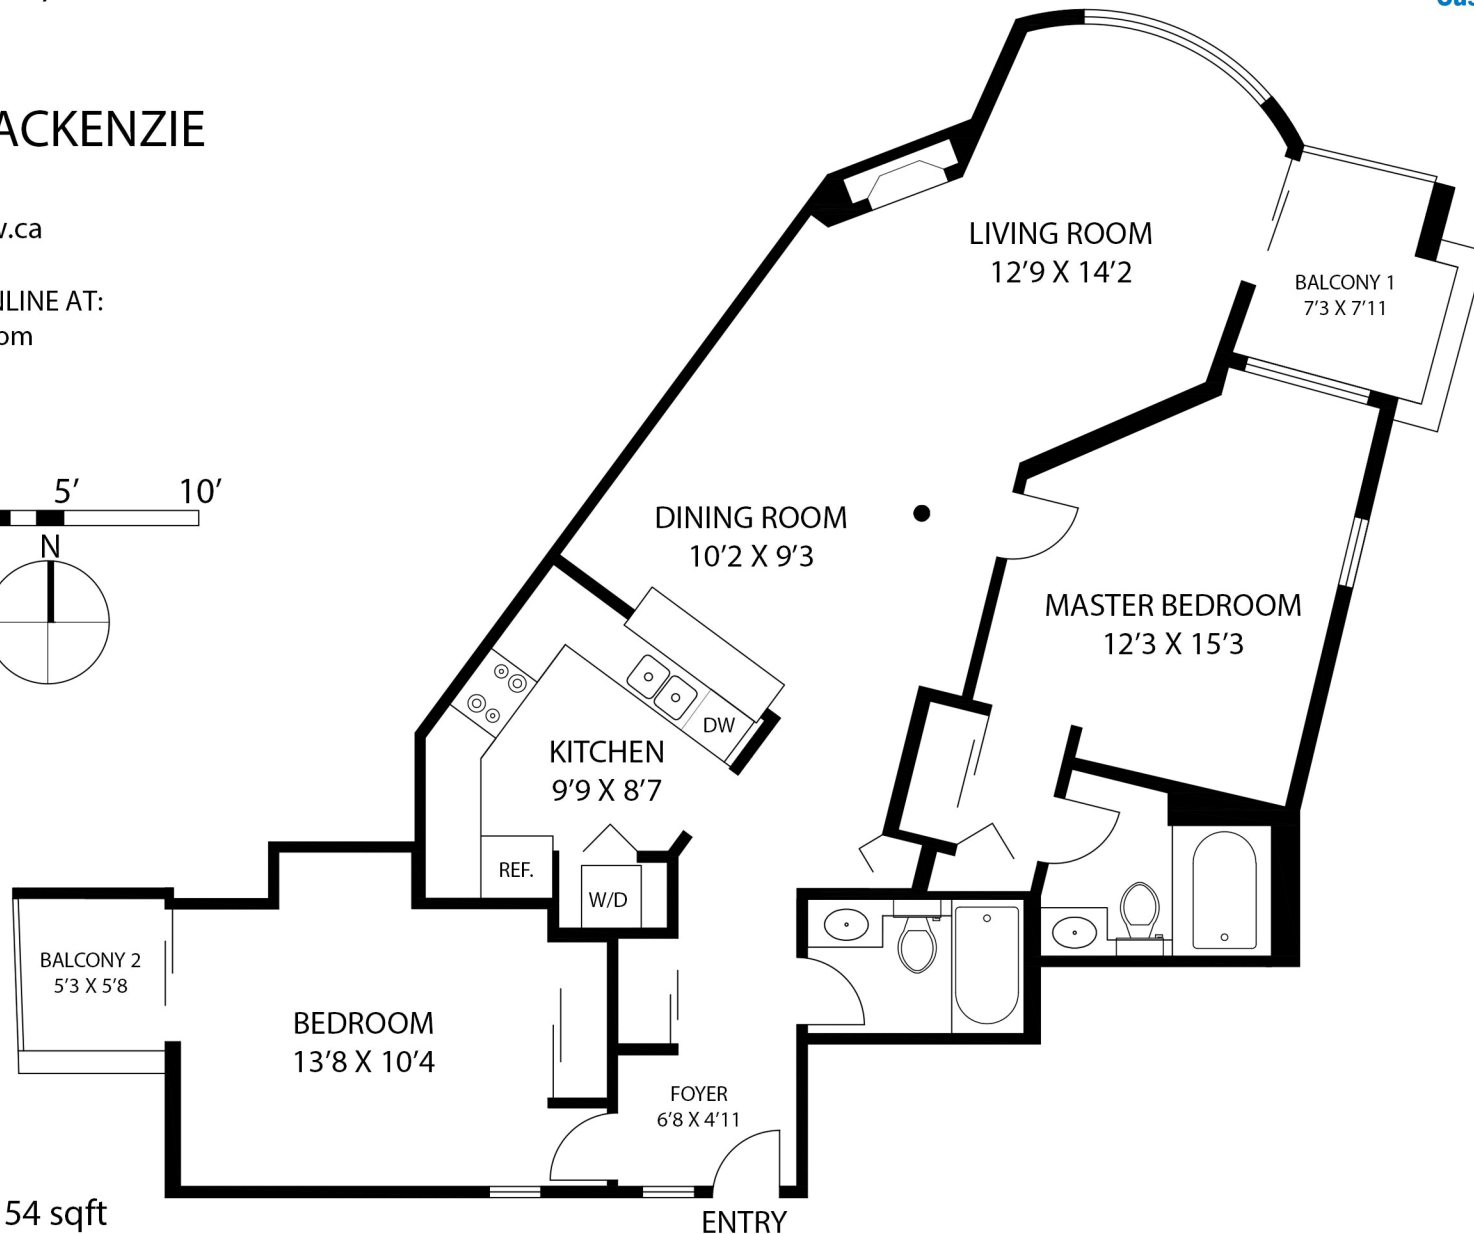 ACKENZIE
w.ca
NLINE AT:
om
5’ 10’
N
LIVING ROOM
12’9 X 14’2
BALCONY 1
7’3 X 7’11
DINING ROOM
10’2 X 9’3
MASTER BEDROOM
12’3 X 15’3
DW
KITCHEN
9’9 X 8’7
REF.
W/D
BALCONY 2
5’3 X 5’8
BEDROOM
13’8 X 10’4
FOYER
6’8 X 4’11
54 sqft
ENTRY